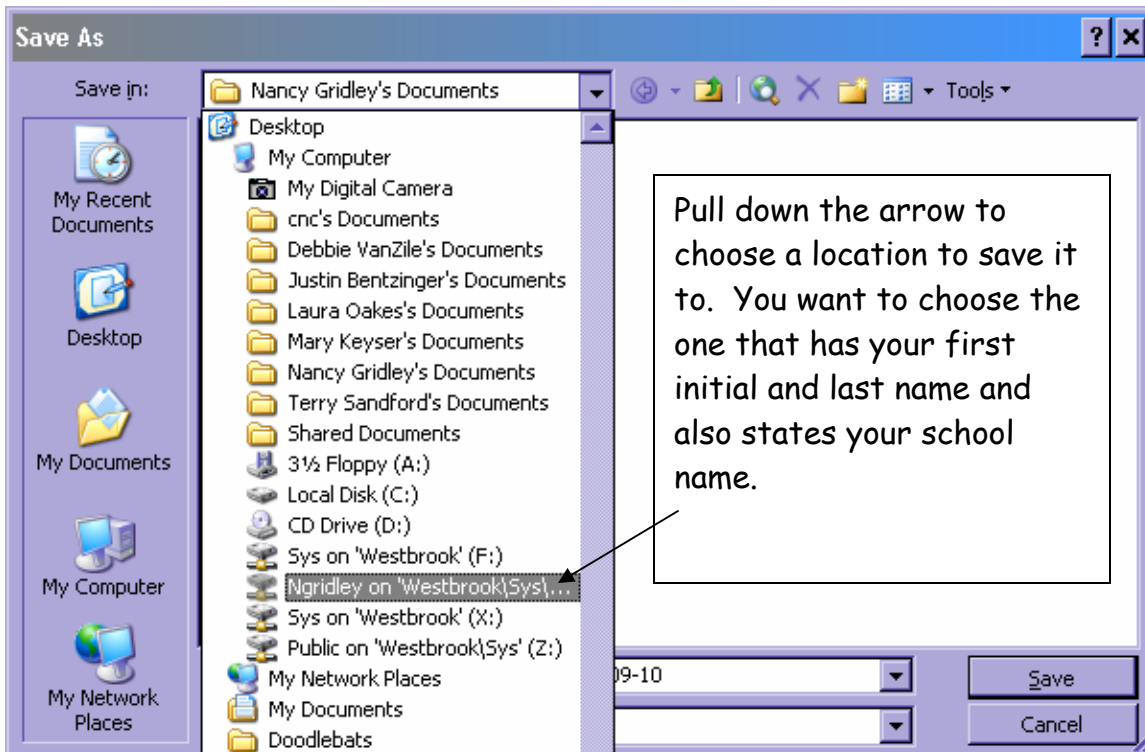 Save As
Save in:
Nancy Gridley's Documents
Tools
My Recent
Documents
Desktop
My Documents
My Computer
My Network
Places
Desktop
My Computer
My Digital Camera
cnc's Documents
Debbie VanZile's Documents
Justin Bentzinger's Documents
Laura Oakes's Documents
Mary Keyser's Documents
Nancy Gridley's Documents
Terry Sandford's Documents
Shared Documents
3½ Floppy (A:)
Local Disk (C:)
CD Drive (D:)
Sys on 'Westbrook' (F:)
Ngridley on 'Westbrook\Sys\...
Sys on 'Westbrook' (X:)
Public on 'Westbrook\Sys' (Z:)
My Network Places
My Documents
Doodlebats
Pull down the arrow to
choose a location to save it
to. You want to choose the
one that has your first
initial and last name and
also states your school
name.
09-10
Save
Cancel